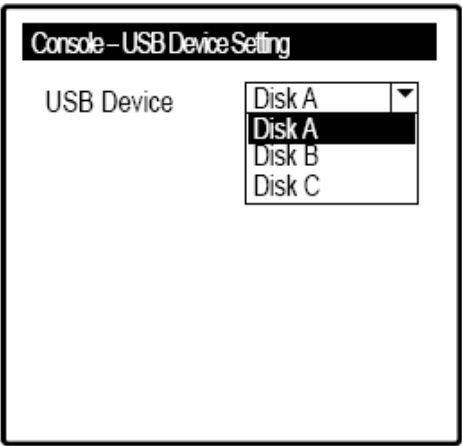 Console – USB Device Setting
USB Device
Disk A
Disk A
Disk B
Disk C